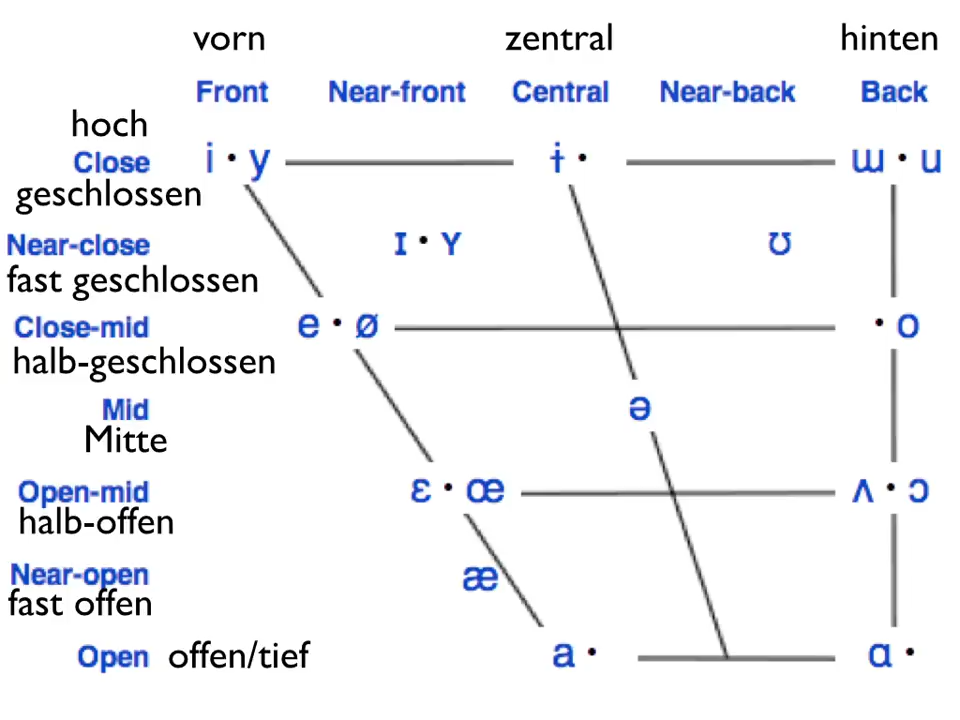 vorn zentral hinten
Front Near-front Central Near-back Back
hoch
Close i • y ɨ • ɯ • u
geschlossen
Near-close ɪ • ʏ ʊ
fast geschlossen
Close-mid e • ø • o
halb-geschlossen
Mid ə
Mitte
Open-mid ɛ • œ ʌ • ɔ
halb-offen
Near-open æ
fast offen
Open offen/tief a • ɑ •